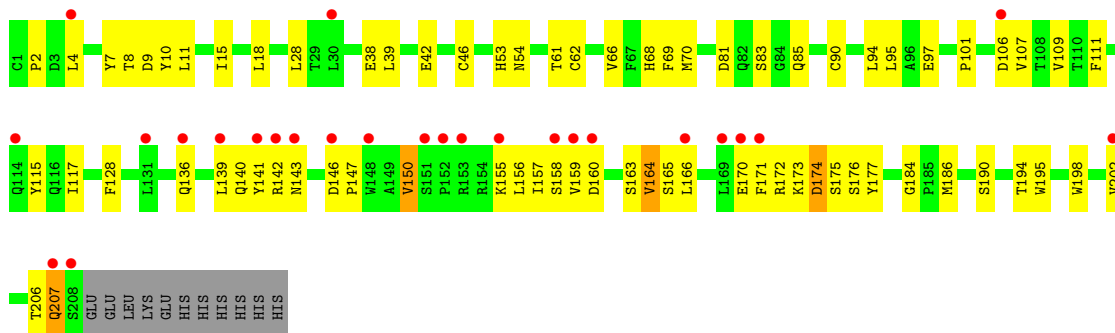 C1 P2 D3 L4 Y7 T8 D9 Y10 L11 I15 L18 L28 T29 L30 E38 L39 E42 C46 H53 N54 T61 C62 V66 F67 H68 F69 M70 D81 Q82 S83 G84 Q85 C90 L94 L95 A96 E97 P101 D106 V107 T108 V109 T110 F111
Q114 Y115 Q116 I117 F128 L131 Q136 L139 Q140 Y141 R142 N143 D146 P147 W148 A149 V150 S151 P152 R153 R154 K155 L156 I157 S158 V159 D160 S163 V164 S165 L166 L169 E170 F171 R172 K173 D174 S175 S176 Y177 G184 P185 M186 S190 T194 W195 W198
T206 Q207 S208 GLU GLU LEU LYS GLU HIS HIS HIS HIS HIS HIS